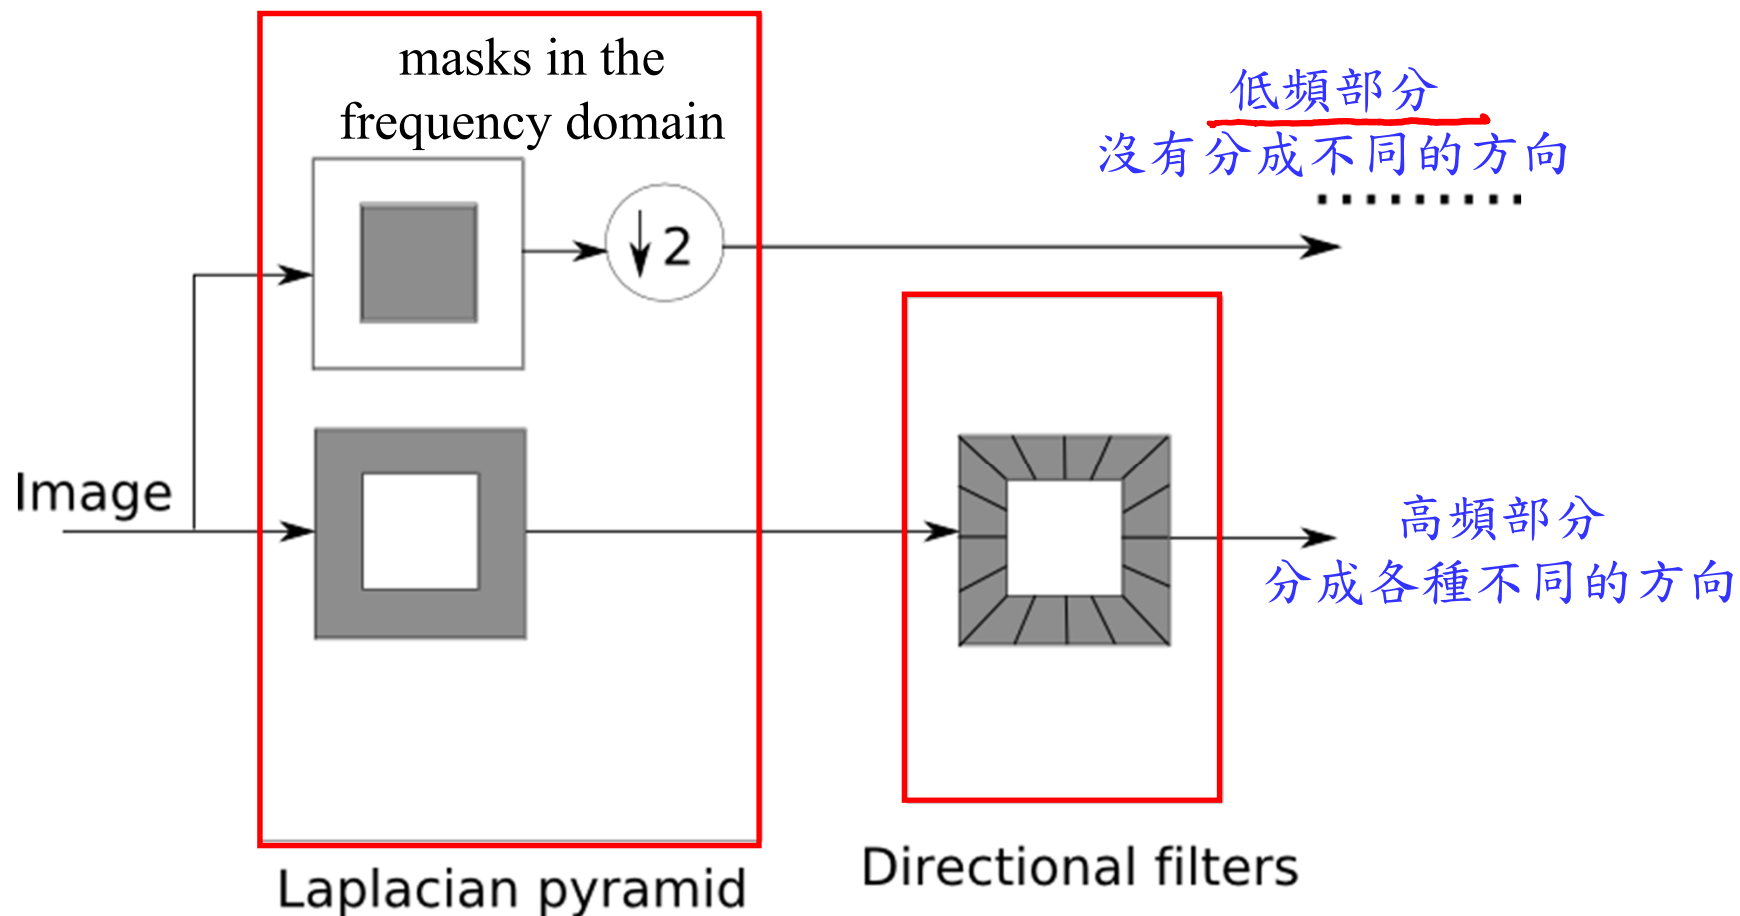 masks in the
frequency domain
低頻部分
沒有分成不同的方向
↓ 2
Image
高頻部分
分成各種不同的方向
Laplacian pyramid
Directional filters